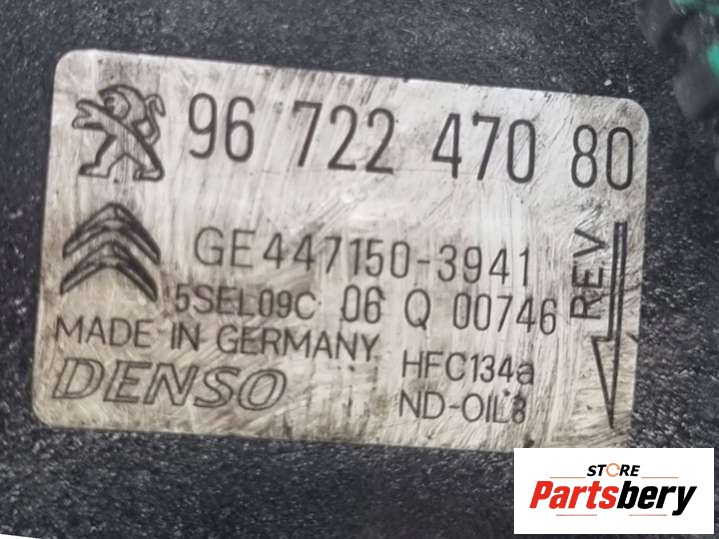 96 722 470 80
GE447150-3941
5SEL09C 06 Q 00746
REV
MADE IN GERMANY HFC134a
DENSO ND-OIL8
STORE
Partsbery